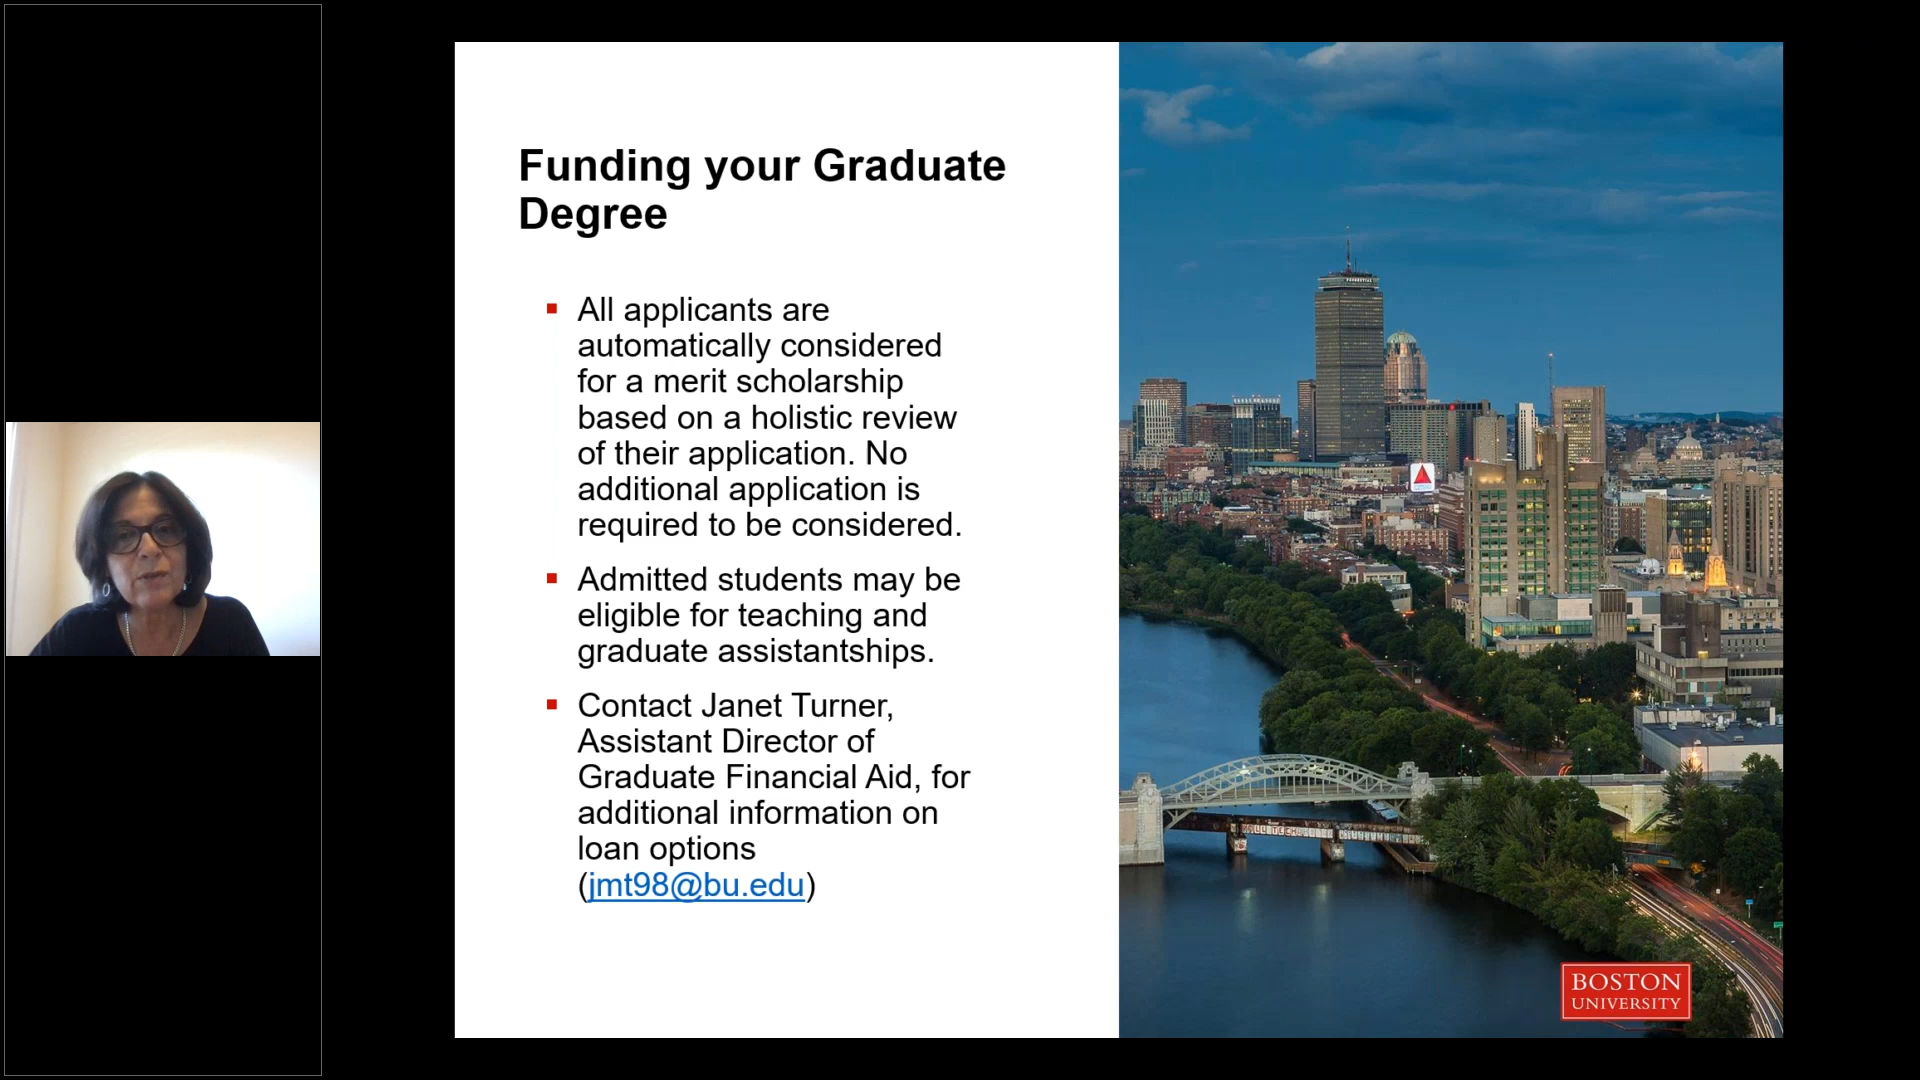 Funding your Graduate
Degree
All applicants are
automatically considered
for a merit scholarship
based on a holistic review
of their application. No
additional application is
required to be considered.
Admitted students may be
eligible for teaching and
graduate assistantships.
Contact Janet Turner,
Assistant Director of
Graduate Financial Aid, for
additional information on
loan options
(jmt98@bu.edu)
BOSTON
UNIVERSITY